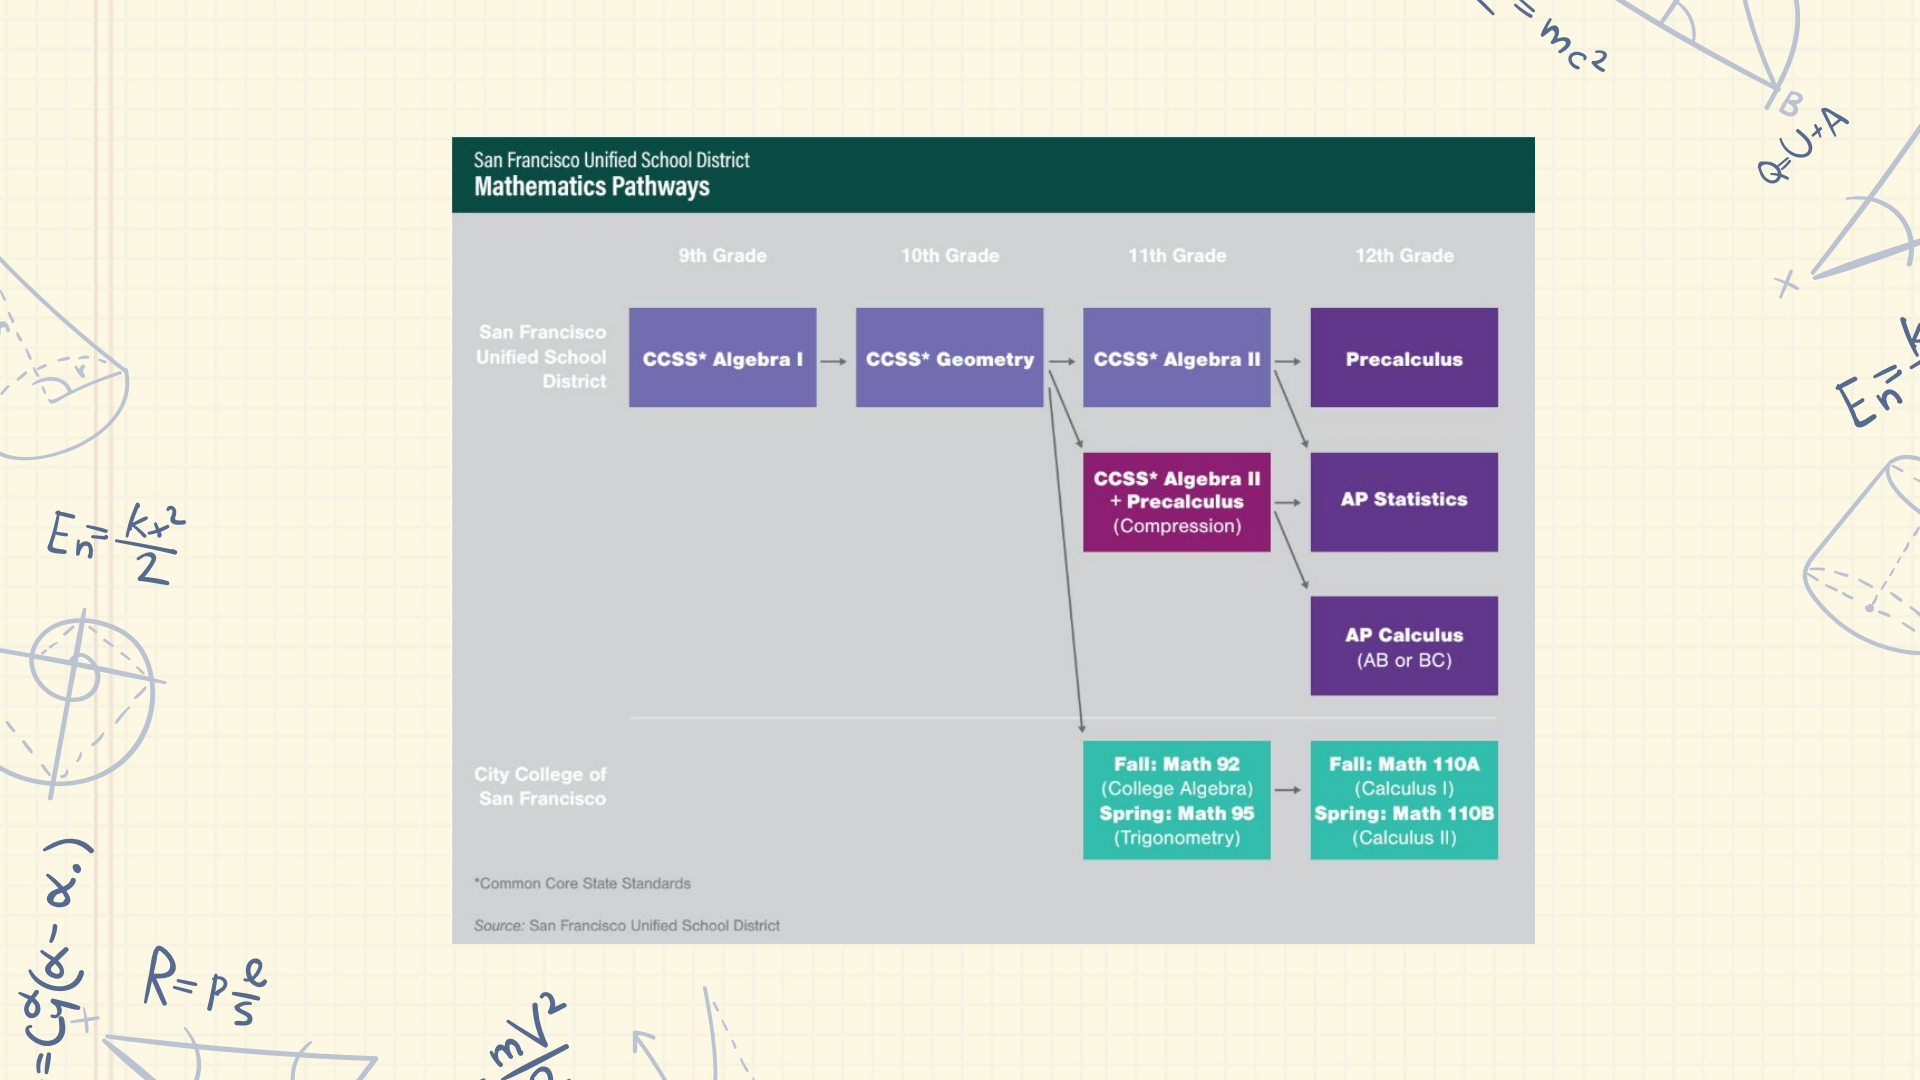 = mc2
B
Q=U+A
San Francisco Unified School District
Mathematics Pathways
9th Grade
10th Grade
11th Grade
12th Grade
San Francisco
Unified School
District
CCSS* Algebra I
CCSS* Geometry
CCSS* Algebra II
Precalculus
CCSS* Algebra II
+ Precalculus
(Compression)
AP Statistics
AP Calculus
(AB or BC)
City College of
San Francisco
Fall: Math 92
(College Algebra)
Spring: Math 95
(Trigonometry)
Fall: Math 110A
(Calculus I)
Spring: Math 110B
(Calculus II)
*Common Core State Standards
Source: San Francisco Unified School District
r
X
En=
En=kx2
2
R=pe
s
mV2